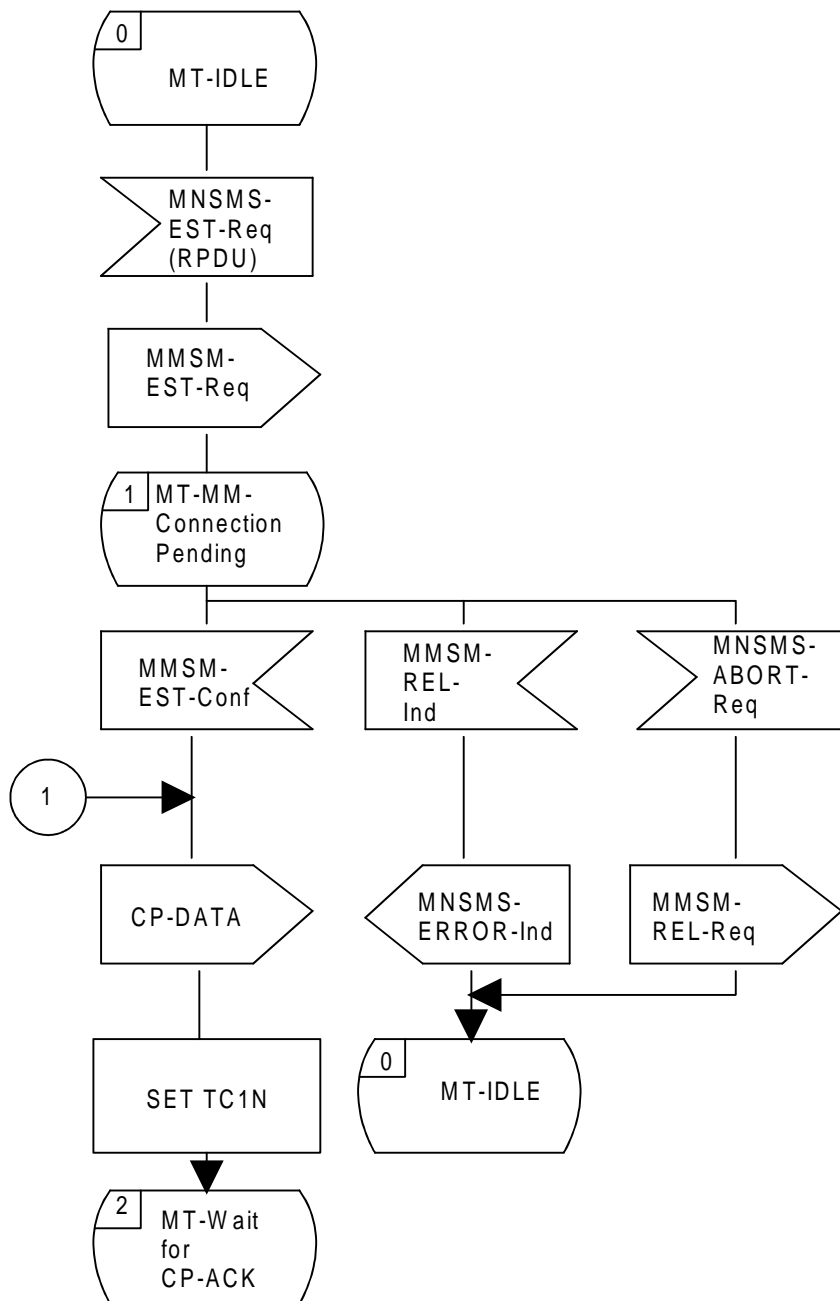 0
MT-IDLE
MNSMS-
EST-Req
(RPDU)
MMSM-
EST-Req
1
MT-MM-
Connection
Pending
MMSM-
EST-Conf
MMSM-
REL-
Ind
MNSMS-
ABORT-
Req
1
CP-DATA
MNSMS-
ERROR-Ind
MMSM-
REL-Req
SET TC1N
0
MT-IDLE
2
MT-Wait
for
CP-ACK